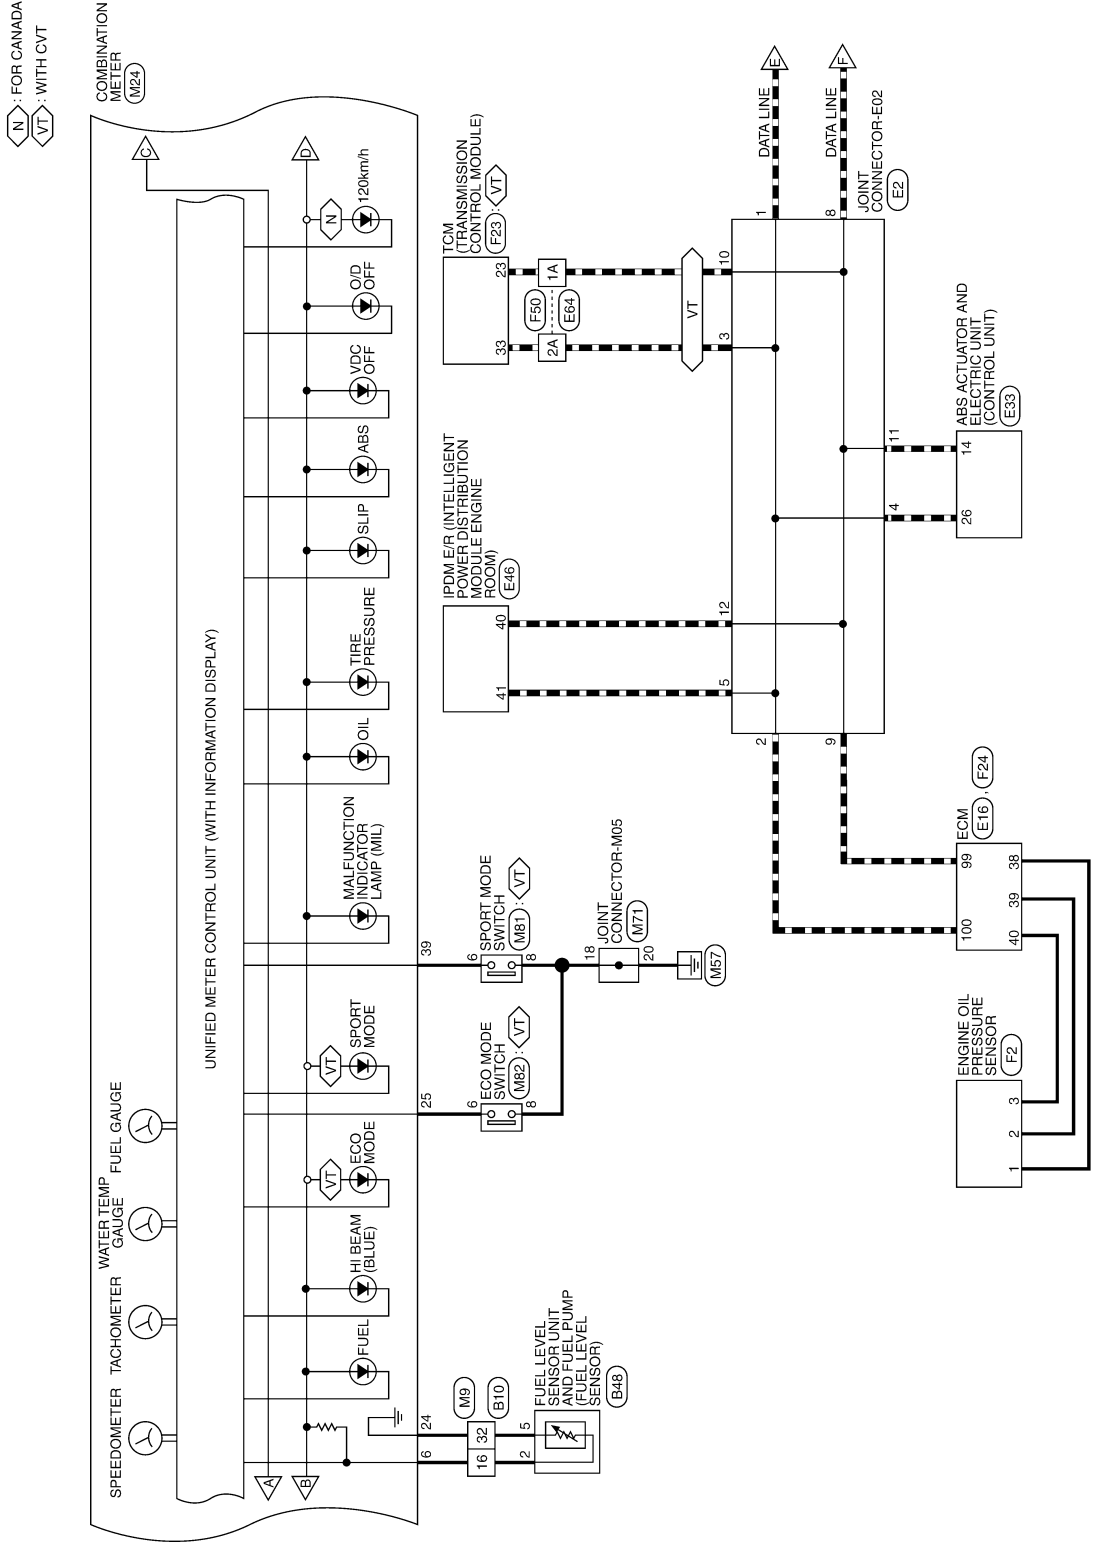 N : FOR CANADA
VT : WITH CVT
COMBINATION
METER
M24
SPEEDOMETER
TACHOMETER
WATER TEMP
GAUGE
FUEL GAUGE
C
UNIFIED METER CONTROL UNIT (WITH INFORMATION DISPLAY)
A
B
D
FUEL
HI BEAM
(BLUE)
VT
ECO
MODE
VT
SPORT
MODE
MALFUNCTION
INDICATOR
LAMP (MIL)
OIL
TIRE
PRESSURE
SLIP
ABS
VDC
OFF
O/D
OFF
N
120km/h
6
24
25
39
M9
16
32
B10
2
5
FUEL LEVEL
SENSOR UNIT
AND FUEL PUMP
(FUEL LEVEL
SENSOR)
B48
6
8
ECO MODE
SWITCH
M82 : VT
6
8
SPORT MODE
SWITCH
M81 : VT
18
20
JOINT
CONNECTOR-M05
M71
M57
41
40
IPDM E/R (INTELLIGENT
POWER DISTRIBUTION
MODULE ENGINE
ROOM)
E46
33
23
TCM
(TRANSMISSION
CONTROL MODULE)
F23 : VT
2A
1A
F50
E64
VT
5
12
3
10
2
9
1
8
DATA LINE
E
DATA LINE
F
JOINT
CONNECTOR-E02
E2
4
11
26
14
ABS ACTUATOR AND
ELECTRIC UNIT
(CONTROL UNIT)
E33
100
99
40
39
38
ECM
E16 , F24
1
2
3
ENGINE OIL
PRESSURE
SENSOR
F2